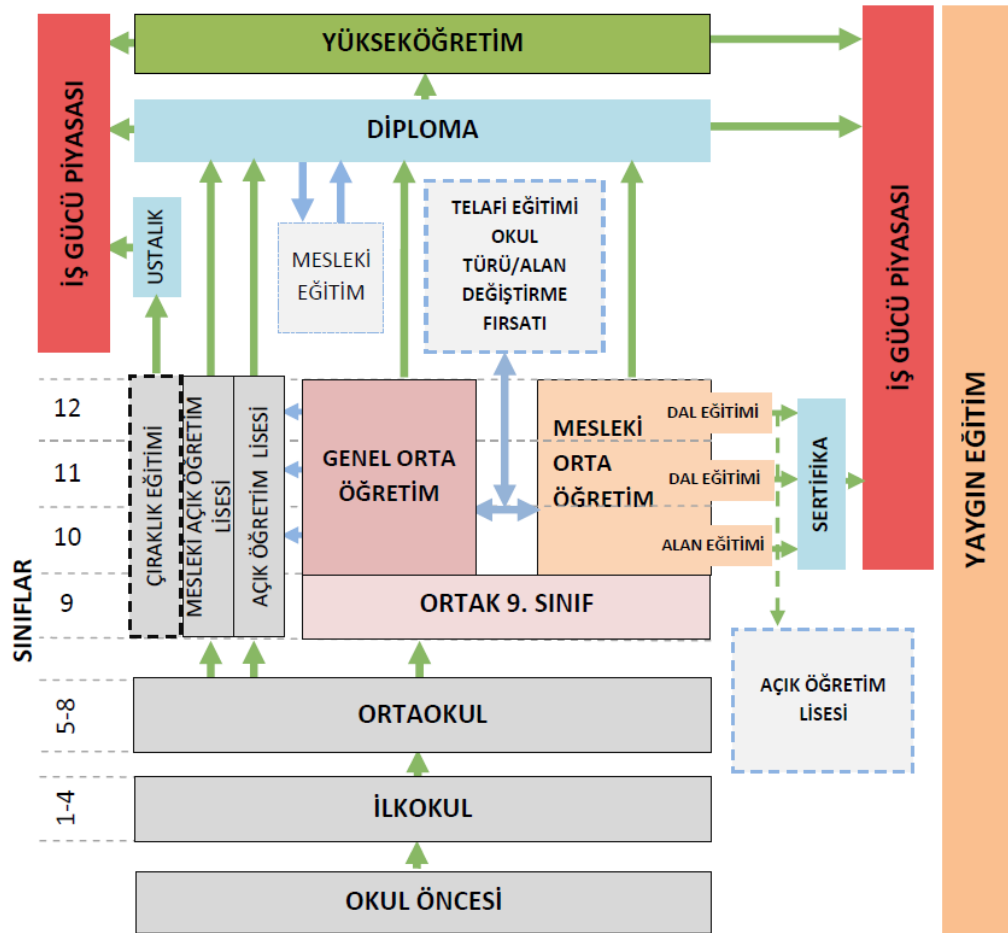 YÜKSEKÖĞRETİM
İŞ GÜCÜ PİYASASI
DİPLOMA
USTALIK
MESLEKİ
EĞİTİM
TELAFİ EĞİTİMİ
OKUL
TÜRÜ/ALAN
DEĞİŞTİRME
FIRSATI
İŞ GÜCÜ PİYASASI
YAYGIN EĞİTİM
SINIFLAR
12
11
10
9
5-8
1-4
ÇIRAKLIK EĞİTİMİ
MESLEKİ AÇIK ÖĞRETİM
LİSESİ
AÇIK ÖĞRETİM LİSESİ
GENEL ORTA
ÖĞRETİM
MESLEKİ
ORTA
ÖĞRETİM
DAL EĞİTİMİ
DAL EĞİTİMİ
ALAN EĞİTİMİ
SERTİFİKA
ORTAK 9. SINIF
AÇIK ÖĞRETİM
LİSESİ
ORTAOKUL
İLKOKUL
OKUL ÖNCESİ